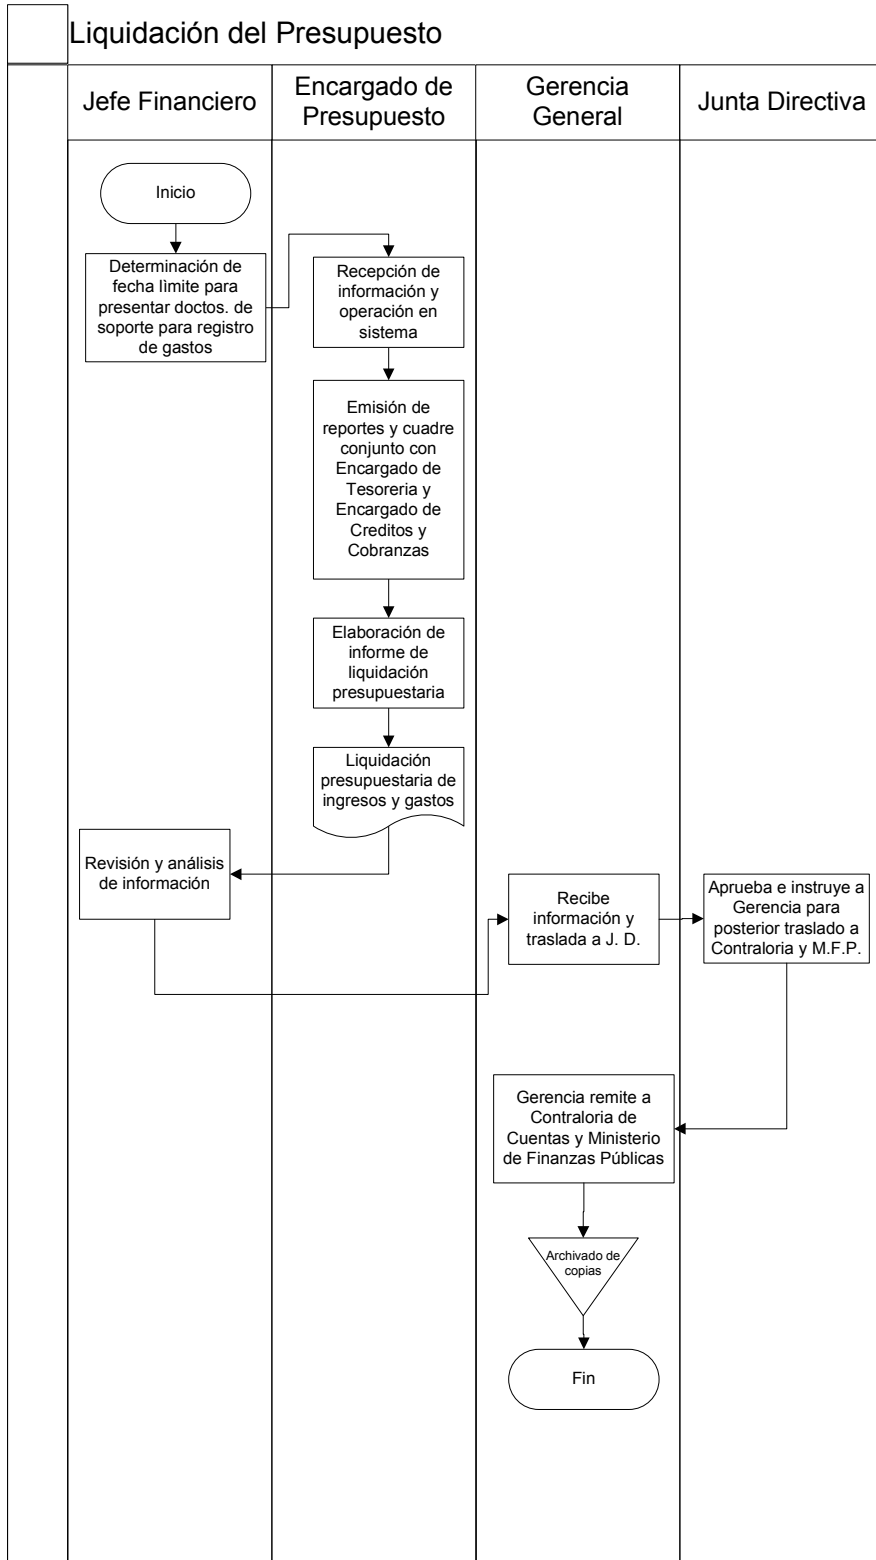 Liquidación del Presupuesto
Jefe Financiero
Encargado de
Presupuesto
Gerencia
General
Junta Directiva
Inicio
Determinación de
fecha lìmite para
presentar doctos. de
soporte para registro
de gastos
Recepción de
información y
operación en
sistema
Emisión de
reportes y cuadre
conjunto con
Encargado de
Tesoreria y
Encargado de
Creditos y
Cobranzas
Elaboración de
informe de
liquidación
presupuestaria
Liquidación
presupuestaria de
ingresos y gastos
Revisión y análisis
de información
Recibe
información y
traslada a J. D.
Aprueba e instruye a
Gerencia para
posterior traslado a
Contraloria y M.F.P.
Gerencia remite a
Contraloria de
Cuentas y Ministerio
de Finanzas Públicas
Archivado de
copias
Fin